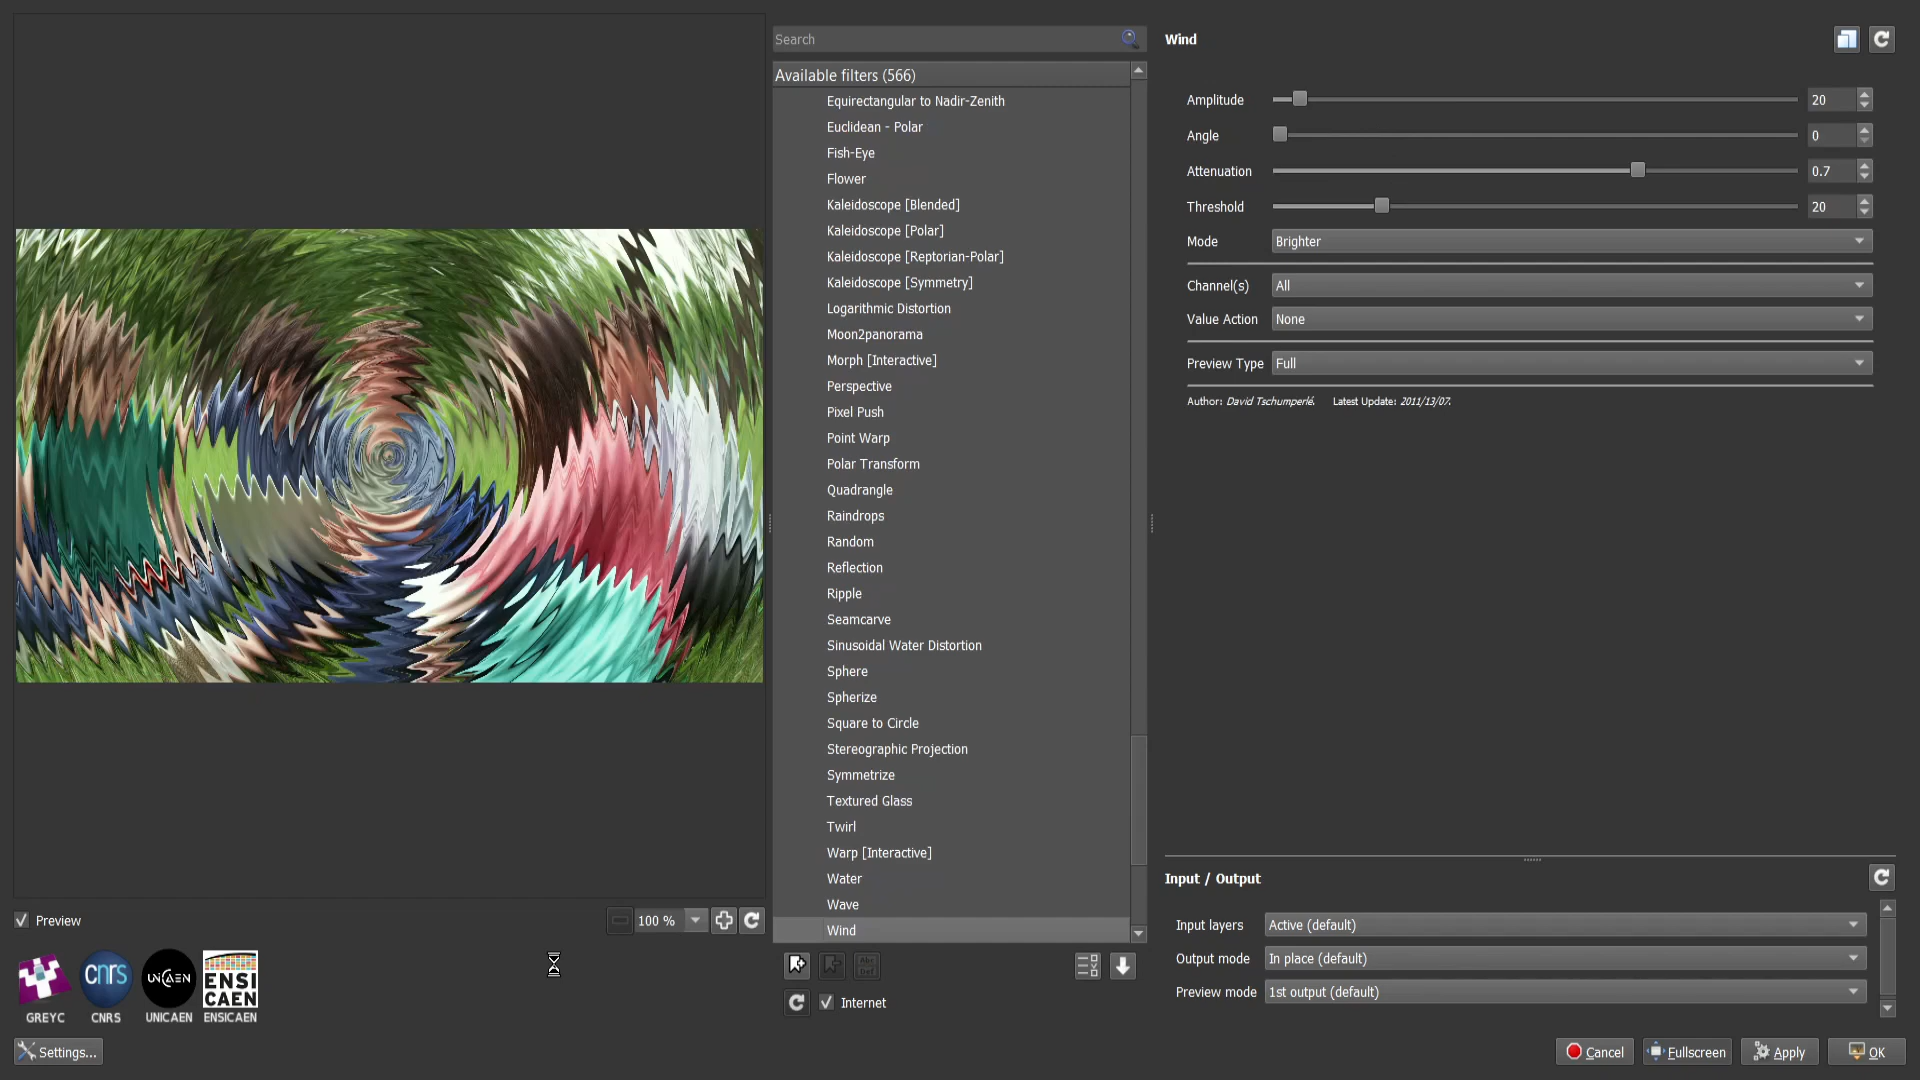 Search
Available filters (566)
Equirectangular to Nadir-Zenith
Euclidean - Polar
Fish-Eye
Flower
Kaleidoscope [Blended]
Kaleidoscope [Polar]
Kaleidoscope [Reptorian-Polar]
Kaleidoscope [Symmetry]
Logarithmic Distortion
Moon2panorama
Morph [Interactive]
Perspective
Pixel Push
Point Warp
Polar Transform
Quadrangle
Raindrops
Random
Reflection
Ripple
Seamcarve
Sinusoidal Water Distortion
Sphere
Spherize
Square to Circle
Stereographic Projection
Symmetrize
Textured Glass
Twirl
Warp [Interactive]
Water
Wave
Wind
Internet
Wind
Amplitude 20
Angle 0
Attenuation 0.7
Threshold 20
Mode Brighter
Channel(s) All
Value Action None
Preview Type Full
Author: David Tschumperlé. Latest Update: 2011/13/07.
Input / Output
Input layers Active (default)
Output mode In place (default)
Preview mode 1st output (default)
Preview
100 %
cnrs
UNICAEN
ENSI
CAEN
GREYC CNRS UNICAEN ENSICAEN
Settings...
Cancel Fullscreen Apply OK